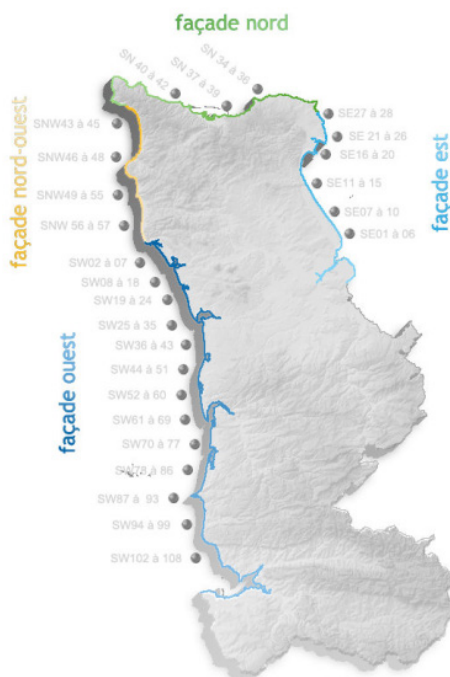 façade nord
SN 40 à 42
SN 37 à 39
SN 34 à 36
façade nord-ouest
SNW43 à 45
SNW46 à 48
SNW49 à 55
SNW 56 à 57
SE27 à 28
SE 21 à 26
SE16 à 20
SE11 à 15
SE07 à 10
SE01 à 06
façade est
façade ouest
SW02 à 07
SW08 à 18
SW19 à 24
SW25 à 35
SW36 à 43
SW44 à 51
SW52 à 60
SW61 à 69
SW70 à 77
SW78 à 86
SW87 à 93
SW94 à 99
SW102 à 108